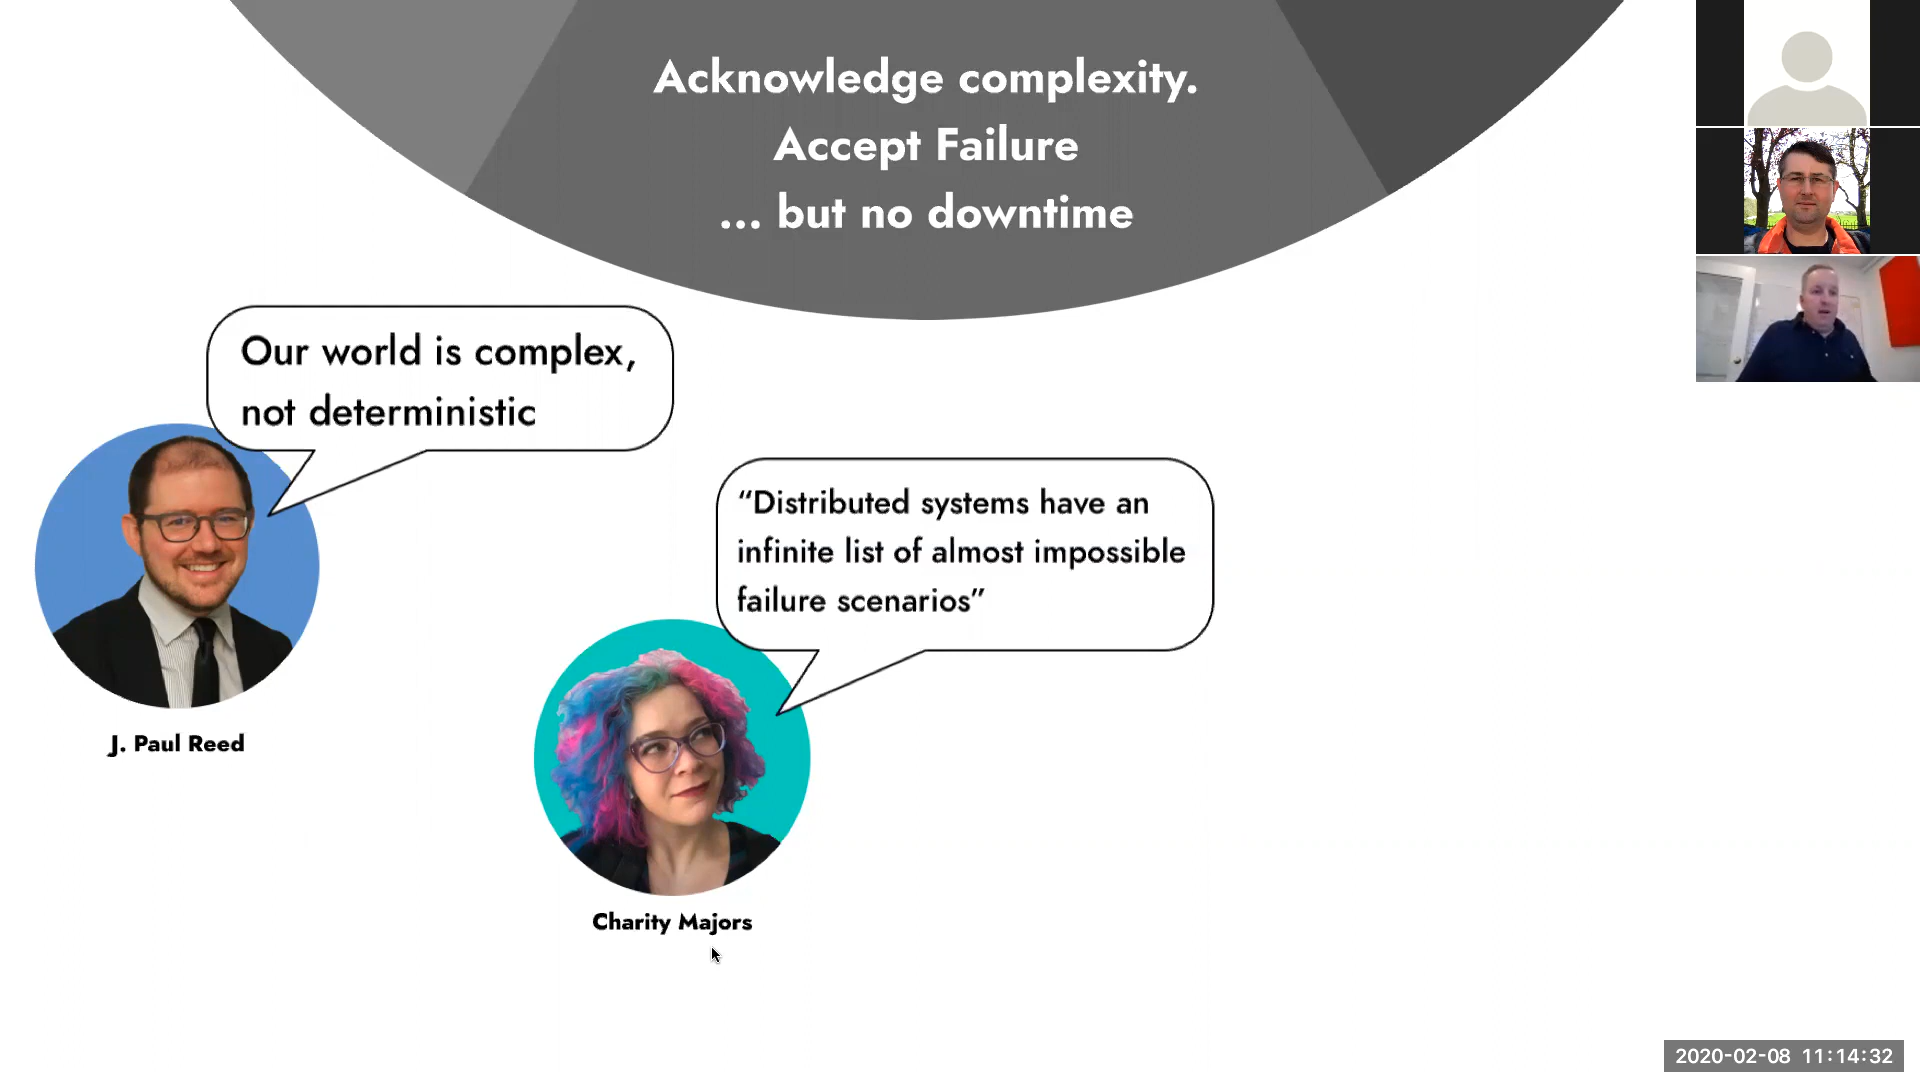 Acknowledge complexity.
Accept Failure
... but no downtime
Our world is complex,
not deterministic
J. Paul Reed
“Distributed systems have an
infinite list of almost impossible
failure scenarios”
Charity Majors
2020-02-08 11:14:32